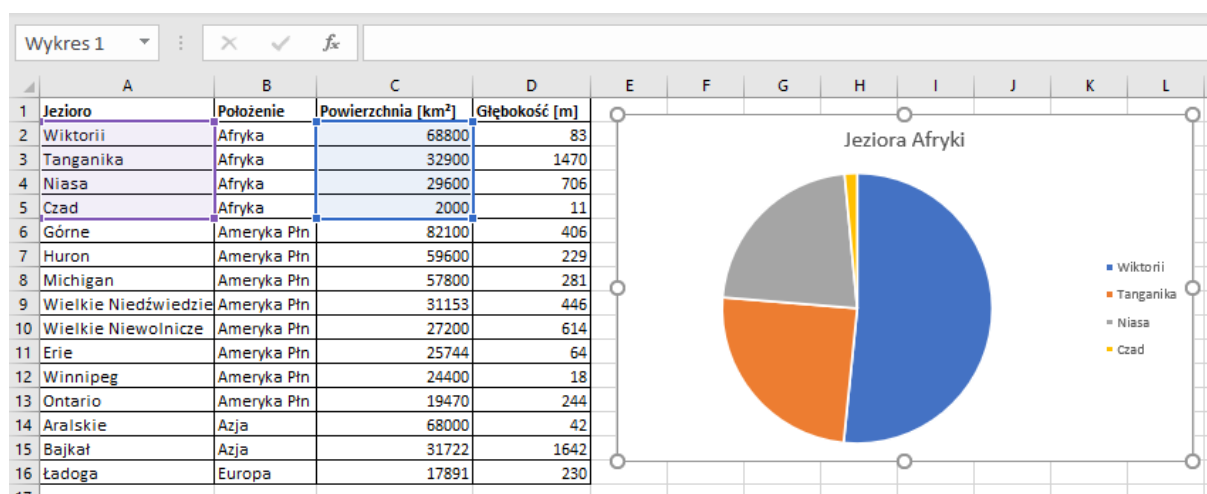 Wykres 1 fx
A B C D E F G H I J K L
1 Jezioro Położenie Powierzchnia [km²] Głębokość [m]
2 Wiktorii Afryka 68800 83
3 Tanganika Afryka 32900 1470
4 Niasa Afryka 29600 706
5 Czad Afryka 2000 11
6 Górne Ameryka Płn 82100 406
7 Huron Ameryka Płn 59600 229
8 Michigan Ameryka Płn 57800 281
9 Wielkie Niedźwiedzie Ameryka Płn 31153 446
10 Wielkie Niewolnicze Ameryka Płn 27200 614
11 Erie Ameryka Płn 25744 64
12 Winnipeg Ameryka Płn 24400 18
13 Ontario Ameryka Płn 19470 244
14 Aralskie Azja 68000 42
15 Bajkał Azja 31722 1642
16 Ładoga Europa 17891 230
Jeziora Afryki
Wiktorii
Tanganika
Niasa
Czad